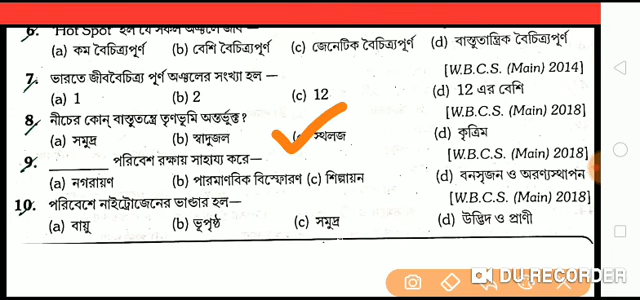 6. 'Hot Spot' হল যে সকল অঞ্চলে জীব —
(a) কম বৈচিত্র্যপূর্ণ (b) বেশি বৈচিত্র্যপূর্ণ (c) জেনেটিক বৈচিত্র্যপূর্ণ (d) বাস্তুতান্ত্রিক বৈচিত্র্যপূর্ণ
[W.B.C.S. (Main) 2014]
7. ভারতে জীববৈচিত্র্য পূর্ণ অঞ্চলের সংখ্যা হল –
(a) 1 (b) 2 (c) 12 (d) 12 এর বেশি
[W.B.C.S. (Main) 2018]
8. নীচের কোন্ বাস্তুতন্ত্রে তৃণভূমি অন্তর্ভুক্ত?
(a) সমুদ্র (b) স্বাদুজল স্থলজ (d) কৃত্রিম
[W.B.C.S. (Main) 2018]
9. ________ পরিবেশ রক্ষায় সাহায্য করে—
(a) নগরায়ণ (b) পারমাণবিক বিস্ফোরণ (c) শিল্পায়ন (d) বনসৃজন ও অরণ্যস্থাপন
[W.B.C.S. (Main) 2018]
10. পরিবেশে নাইট্রোজেনের ভাণ্ডার হল—
(a) বায়ু (b) ভূপৃষ্ঠ (c) সমুদ্র (d) উদ্ভিদ ও প্রাণী
DU RECORDER